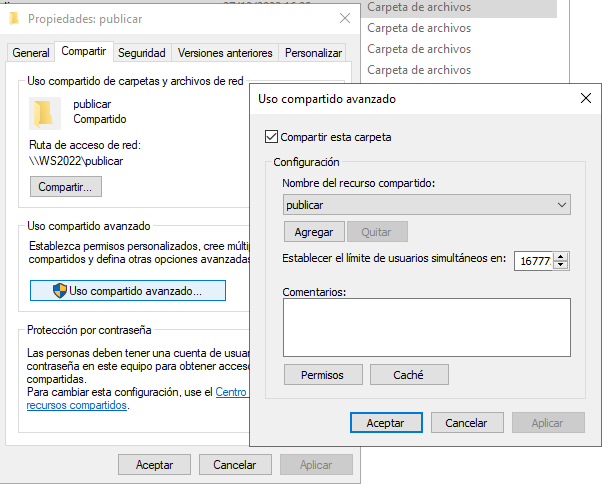 Carpeta de archivos
Propiedades: publicar
Carpeta de archivos
Carpeta de archivos
Carpeta de archivos
General
Compartir
Seguridad
Versiones anteriores
Personalizar
Uso compartido de carpetas y archivos de red
publicar
Compartido
Ruta de acceso de red:
\\WS2022\publicar
Compartir...
Uso compartido avanzado
Establezca permisos personalizados, cree
compartidos y defina otras opciones avanzadas
Uso compartido avanzado...
Protección por contraseña
Las personas deben tener una cuenta de
contraseña en este equipo para obtener
compartidas.
Para cambiar esta configuración, use el Centro
recursos compartidos.
Aceptar
Cancelar
Aplicar
Uso compartido avanzado
Compartir esta carpeta
Configuración
Nombre del recurso compartido:
publicar
Agregar
Quitar
Establecer el límite de usuarios simultáneos en:
16777
Comentarios:
Permisos
Caché
Aceptar
Cancelar
Aplicar